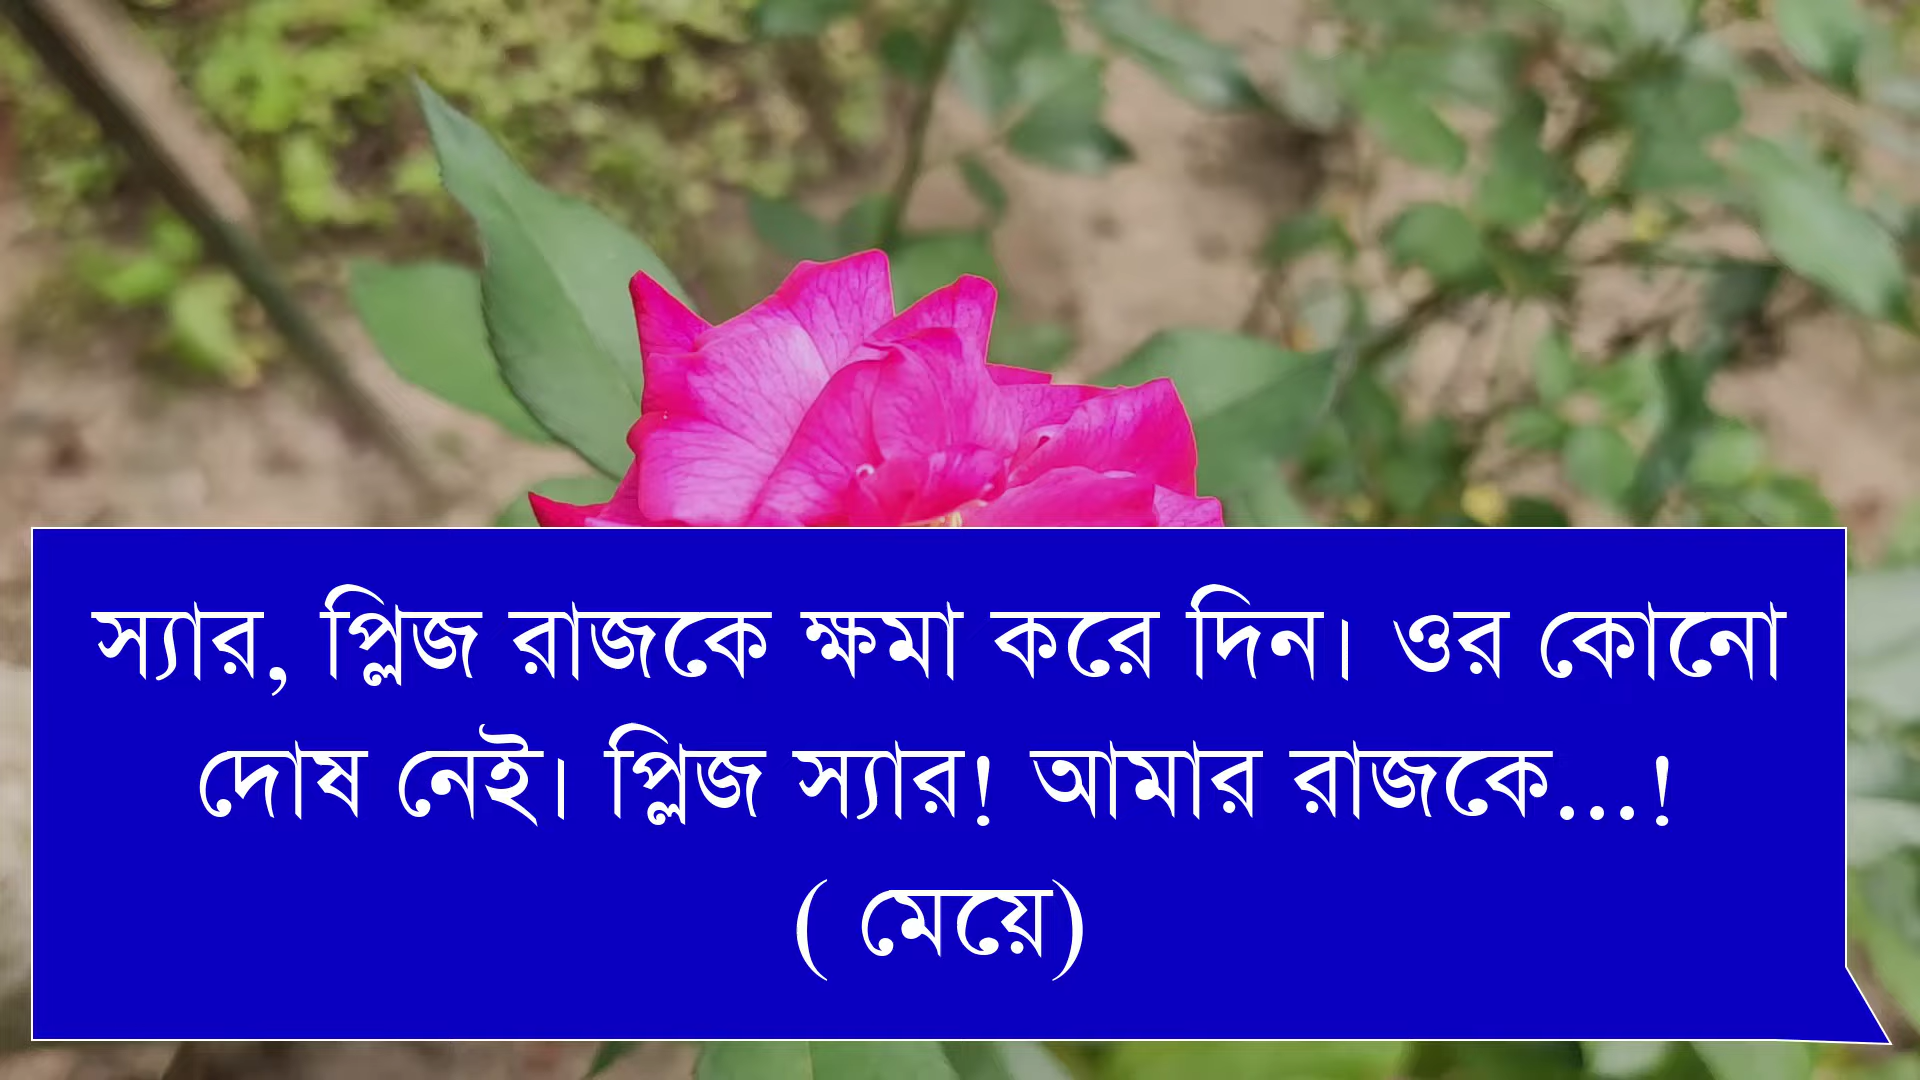 স্যার, প্লিজ রাজকে ক্ষমা করে দিন। ওর কোনো
দোষ নেই। প্লিজ স্যার! আমার রাজকে...!
( মেয়ে)